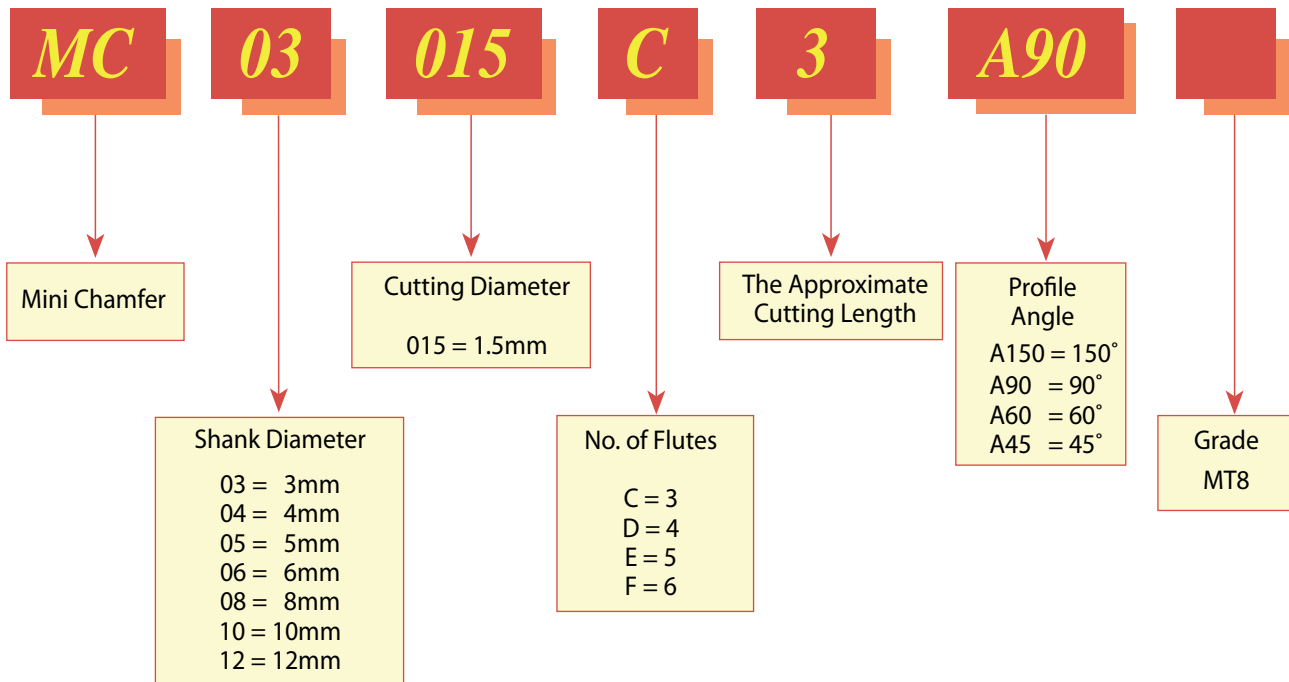 MC 03 015 C 3 A90
Mini Chamfer
Shank Diameter
03 = 3mm
04 = 4mm
05 = 5mm
06 = 6mm
08 = 8mm
10 = 10mm
12 = 12mm
Cutting Diameter
015 = 1.5mm
No. of Flutes
C = 3
D = 4
E = 5
F = 6
The Approximate
Cutting Length
Profile
Angle
A150 = 150°
A90 = 90°
A60 = 60°
A45 = 45°
Grade
MT8